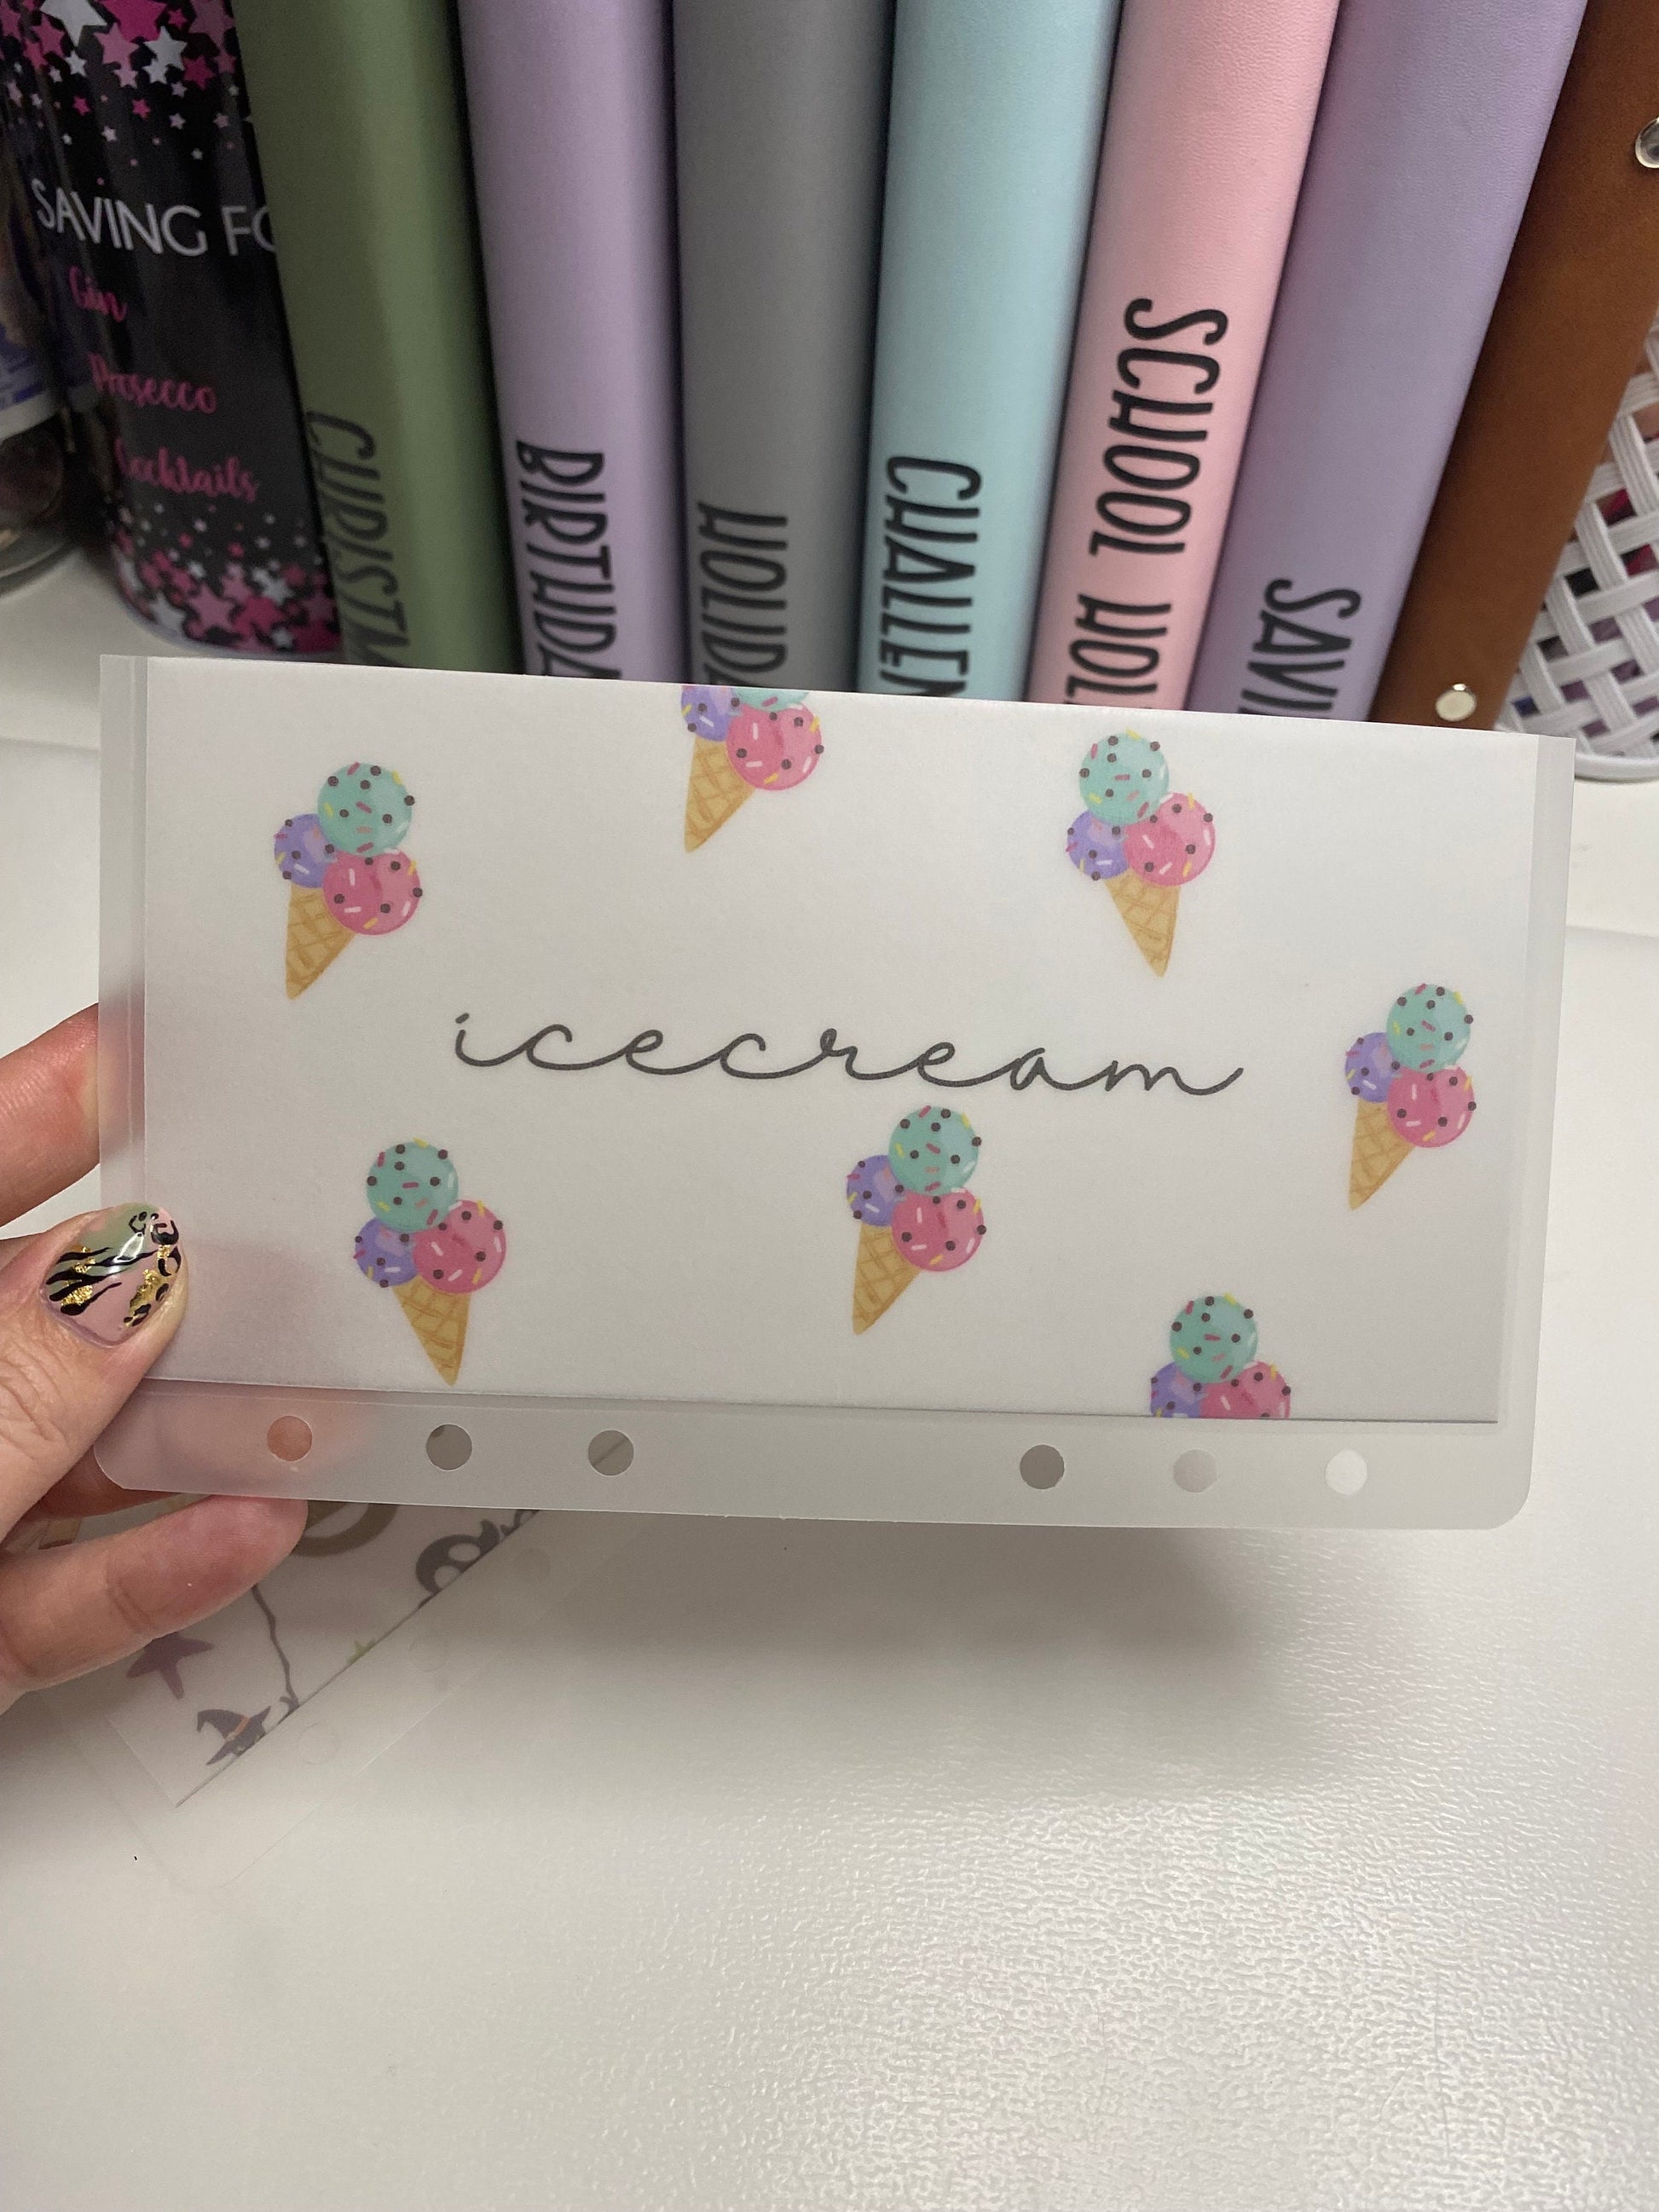 SAVING FO
Gin
Prosecco
Cocktails
CHRISTM
BIRTHDA
HOLIDA
CHALLEN
SCHOOL HOL
SAVI
icecream